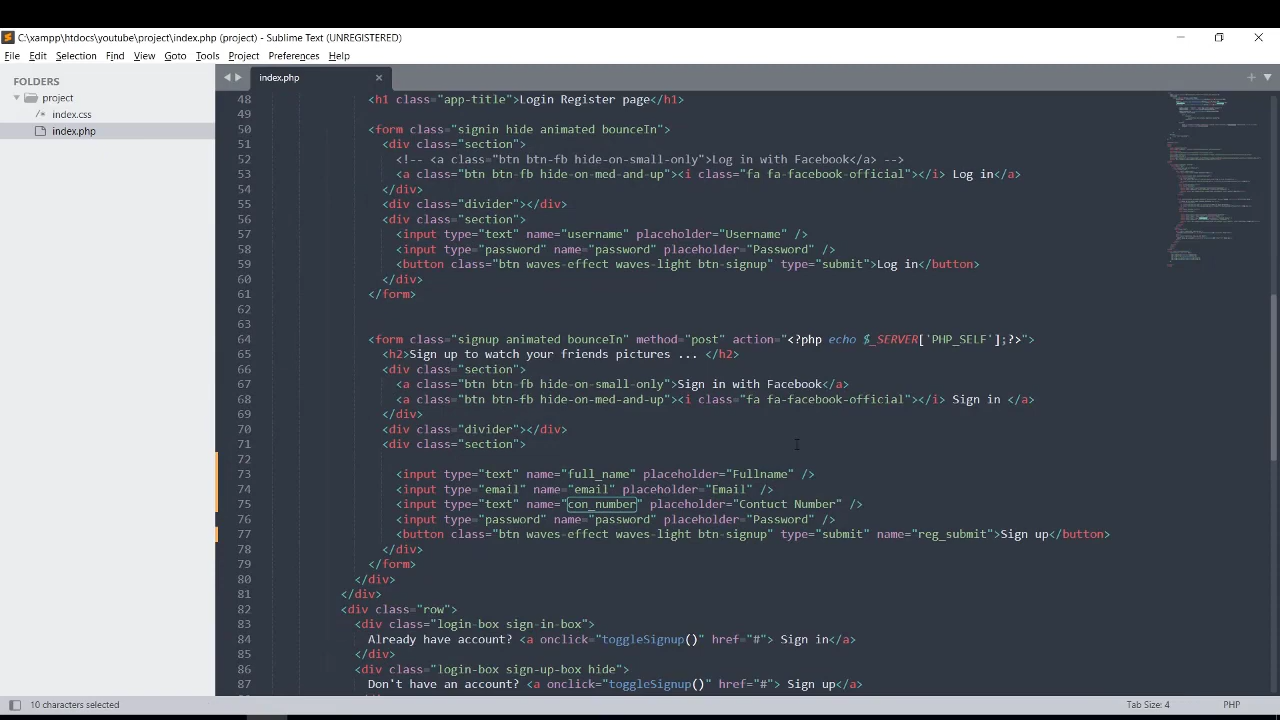 C:\xampp\htdocs\youtube\project\index.php (project) - Sublime Text (UNREGISTERED)
File Edit Selection Find View Goto Tools Project Preferences Help
FOLDERS
project
/* index.css
index.php
index.php
48 <h1 class="app-title">Login Register page</h1>
49
50 <form class="signin hide animated bounceIn">
51 <div class="section">
52 <!-- <a class="btn btn-fb hide-on-small-only">Log in with Facebook</a> -->
53 <a class="btn btn-fb hide-on-med-and-up"><i class="fa fa-facebook-official"></i> Log in</a>
54 </div>
55 <div class="divider"></div>
56 <div class="section">
57 <input type="text" name="username" placeholder="Username" />
58 <input type="password" name="password" placeholder="Password" />
59 <button class="btn waves-effect waves-light btn-signup" type="submit">Log in</button>
60 </div>
61 </form>
62
63
64 <form class="signup animated bounceIn" method="post" action="<?php echo $_SERVER['PHP_SELF'];?>">
65 <h2>Sign up to watch your friends pictures ... </h2>
66 <div class="section">
67 <a class="btn btn-fb hide-on-small-only">Sign in with Facebook</a>
68 <a class="btn btn-fb hide-on-med-and-up"><i class="fa fa-facebook-official"></i> Sign in </a>
69 </div>
70 <div class="divider"></div>
71 <div class="section">
72
73 <input type="text" name="full_name" placeholder="Fullname" />
74 <input type="email" name="email" placeholder="Email" />
75 <input type="text" name="con_number" placeholder="Contuct Number" />
76 <input type="password" name="password" placeholder="Password" />
77 <button class="btn waves-effect waves-light btn-signup" type="submit" name="reg_submit">Sign up</button>
78 </div>
79 </form>
80 </div>
81 </div>
82 <div class="row">
83 <div class="login-box sign-in-box">
84 Already have account? <a onclick="toggleSignup()" href="#"> Sign in</a>
85 </div>
86 <div class="login-box sign-up-box hide">
87 Don't have an account? <a onclick="toggleSignup()" href="#"> Sign up</a>
10 characters selected
Tab Size: 4
PHP